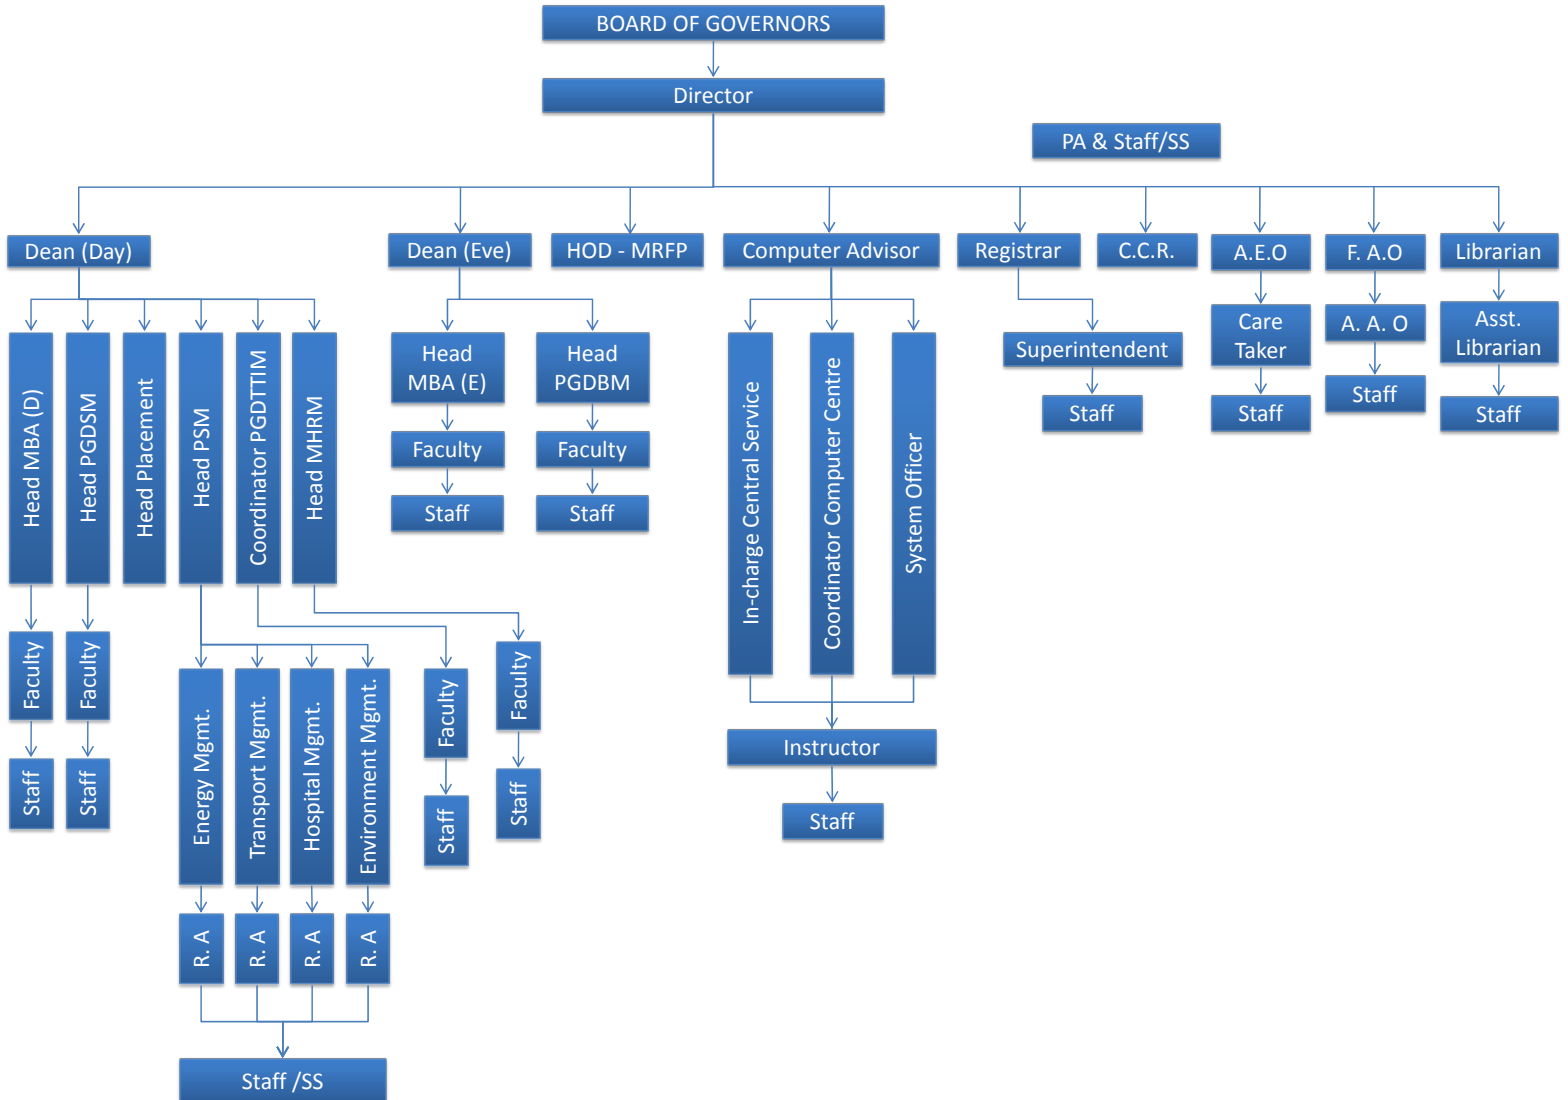 BOARD OF GOVERNORS
Director
PA & Staff/SS
Dean (Day)
Dean (Eve)
HOD - MRFP
Computer Advisor
Registrar
C.C.R.
A.E.O
F. A.O
Librarian
Head MBA (D)
Head PGDSM
Head Placement
Head PSM
Coordinator PGDTTIM
Head MHRM
Head
MBA (E)
Head
PGDBM
In-charge Central Service
Coordinator Computer Centre
System Officer
Superintendent
Care
Taker
A. A. O
Asst.
Librarian
Staff
Staff
Staff
Staff
Faculty
Faculty
Staff
Staff
Faculty
Faculty
Faculty
Faculty
Staff
Staff
Energy Mgmt.
Transport Mgmt.
Hospital Mgmt.
Environment Mgmt.
Staff
Staff
Instructor
Staff
R. A
R. A
R. A
R. A
Staff /SS